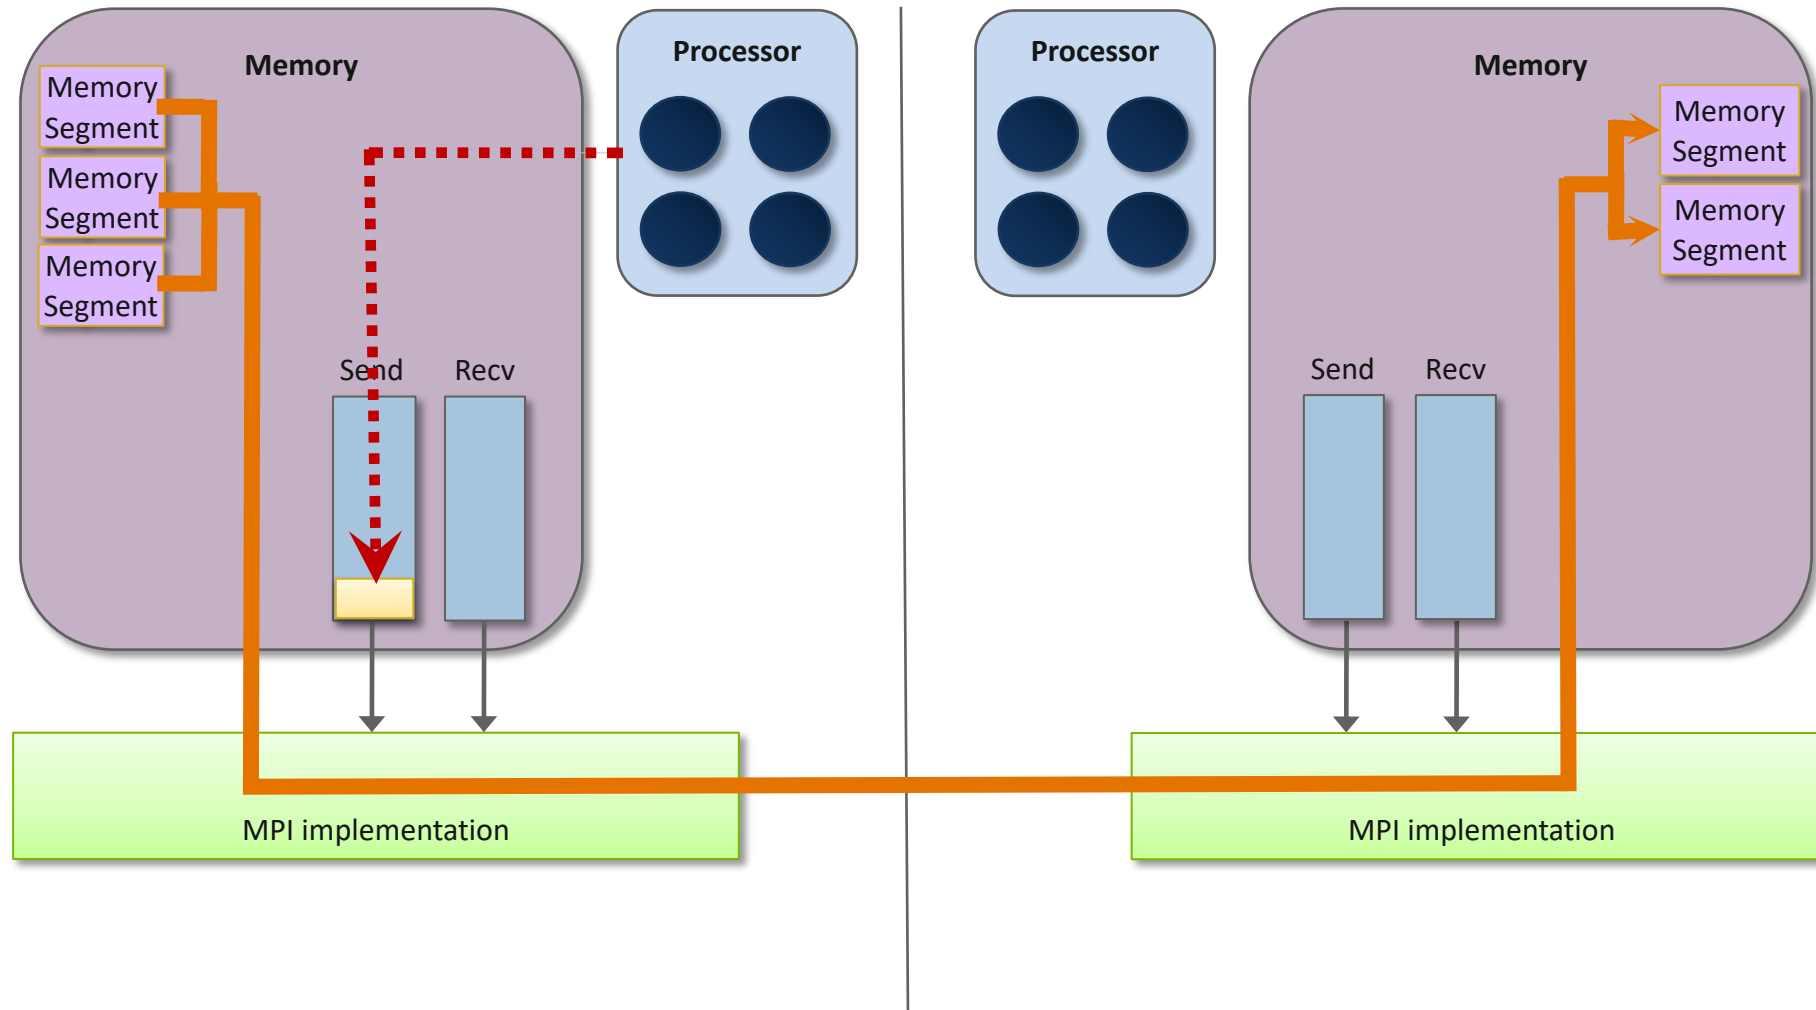 Memory
Memory
Segment
Memory
Segment
Memory
Segment
Send
Recv
Processor
Processor
Memory
Memory
Segment
Memory
Segment
Send
Recv
MPI implementation
MPI implementation